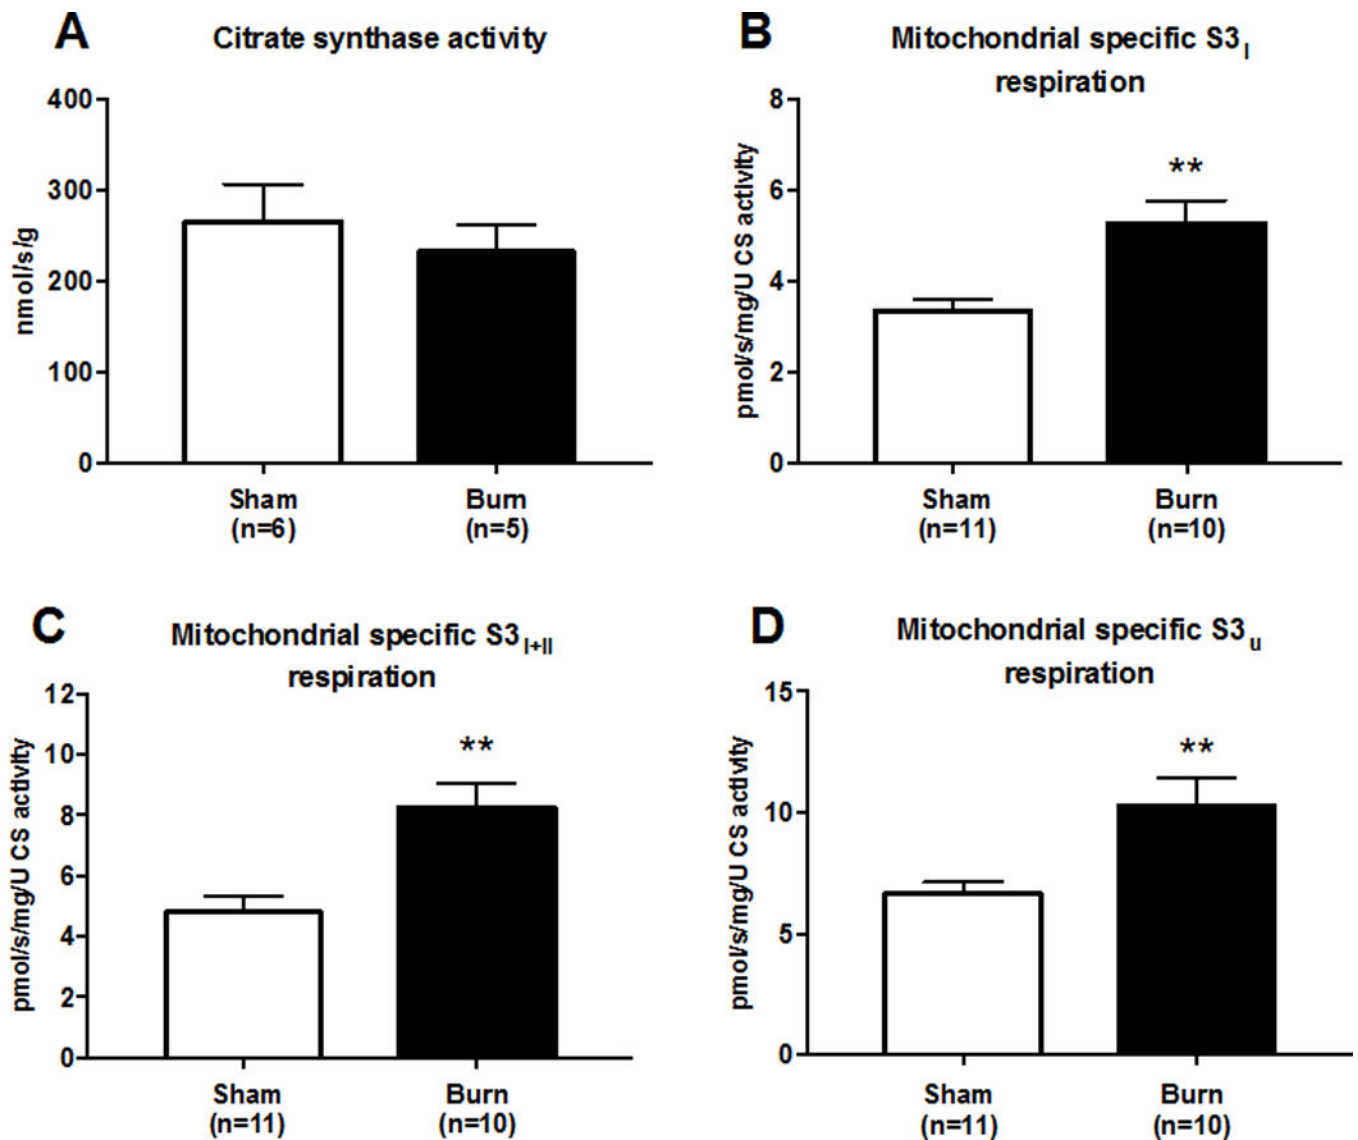 A
Citrate synthase activity
400
300
200
100
0
nmol/s/g
Sham
(n=6)
Burn
(n=5)
B
Mitochondrial specific S3I
respiration
8
6
4
2
0
pmol/s/mg/U CS activity
**
Sham
(n=11)
Burn
(n=10)
C
Mitochondrial specific S3I+II
respiration
12
10
8
6
4
2
0
pmol/s/mg/U CS activity
**
Sham
(n=11)
Burn
(n=10)
D
Mitochondrial specific S3u
respiration
15
10
5
0
pmol/s/mg/U CS activity
**
Sham
(n=11)
Burn
(n=10)